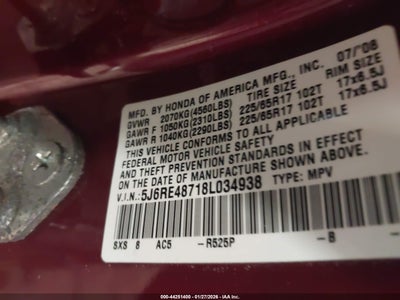 MFD. BY HONDA OF AMERICA MFG., INC. 07/08
GVWR 2070KG(4560LBS) TIRE SIZE RIM SIZE
GAWR F 1050KG(2310LBS) 225/65R17 102T 17x6.5J
GAWR R 1040KG(2290LBS) 225/65R17 102T 17x6.5J
THIS VEHICLE CONFORMS TO ALL APPLICABLE
FEDERAL MOTOR VEHICLE SAFETY STANDARDS
AND THEFT PREVENTION STANDARDS IN EFFECT
ON THE DATE OF MANUFACTURE SHOWN ABOVE.
V.I.N.: 5J6RE48718L034938 TYPE: MPV
SXS 8 AC5 -R525P -B -
000-44251400 - 01/27/2026 - IAA Inc.